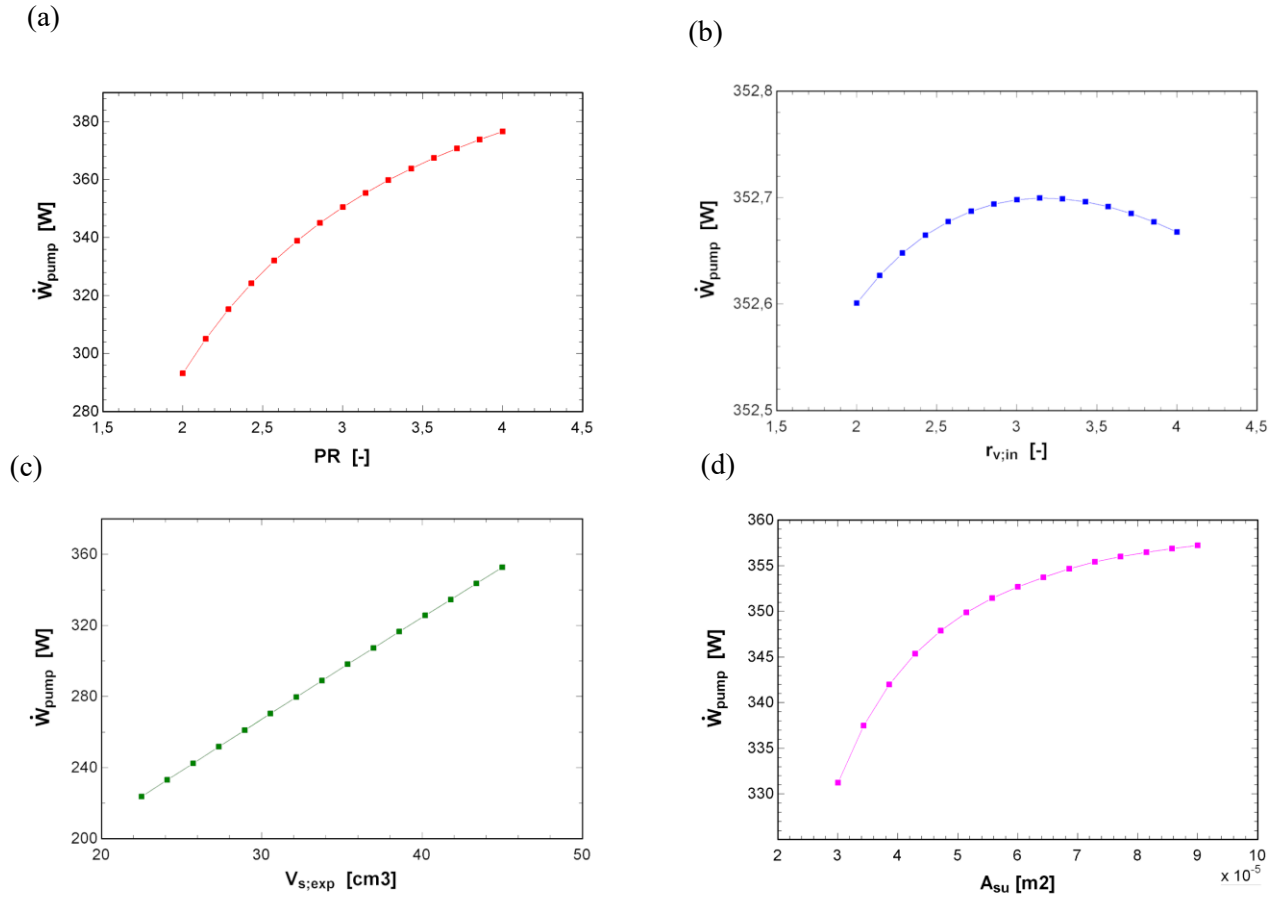 (a)
Ẇpump [W]
380
360
340
320
300
280
1,5 2 2,5 3 3,5 4 4,5
PR [-]
(b)
Ẇpump [W]
352,8
352,7
352,6
352,5
1,5 2 2,5 3 3,5 4 4,5
rv;in [-]
(c)
Ẇpump [W]
360
320
280
240
200
20 30 40 50
Vs;exp [cm3]
(d)
Ẇpump [W]
360
355
350
345
340
335
330
2 3 4 5 6 7 8 9 10
x 10-5
Asu [m2]